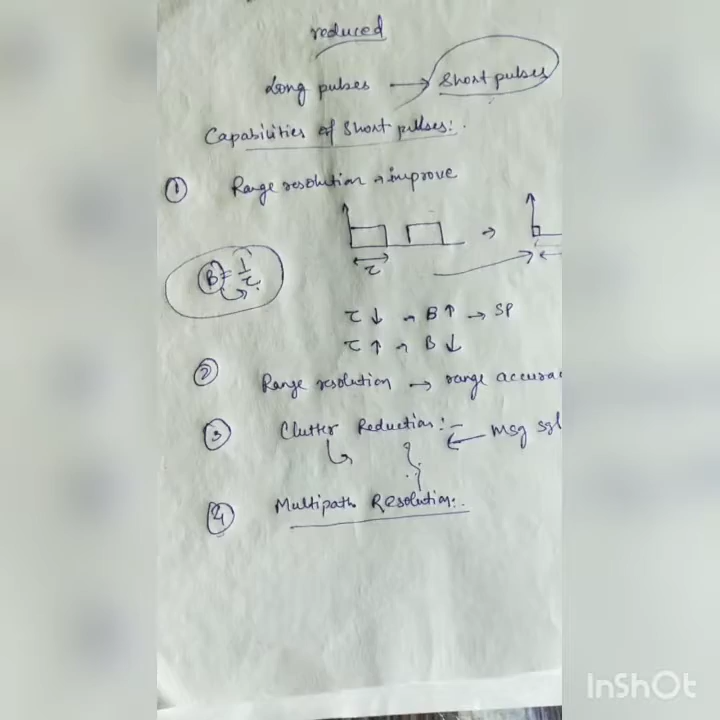 reduced
Long pulses → Short pulses
Capabilities of Short pulses:.
① Range resolution → improve
τ
B = 1/τ
τ ↓ → B ↑ → SP
τ ↑ → B ↓
② Range resolution → range accura
③ Clutter Reduction:- ← msg sgl
④ Multipath Resolution:.
InShOt